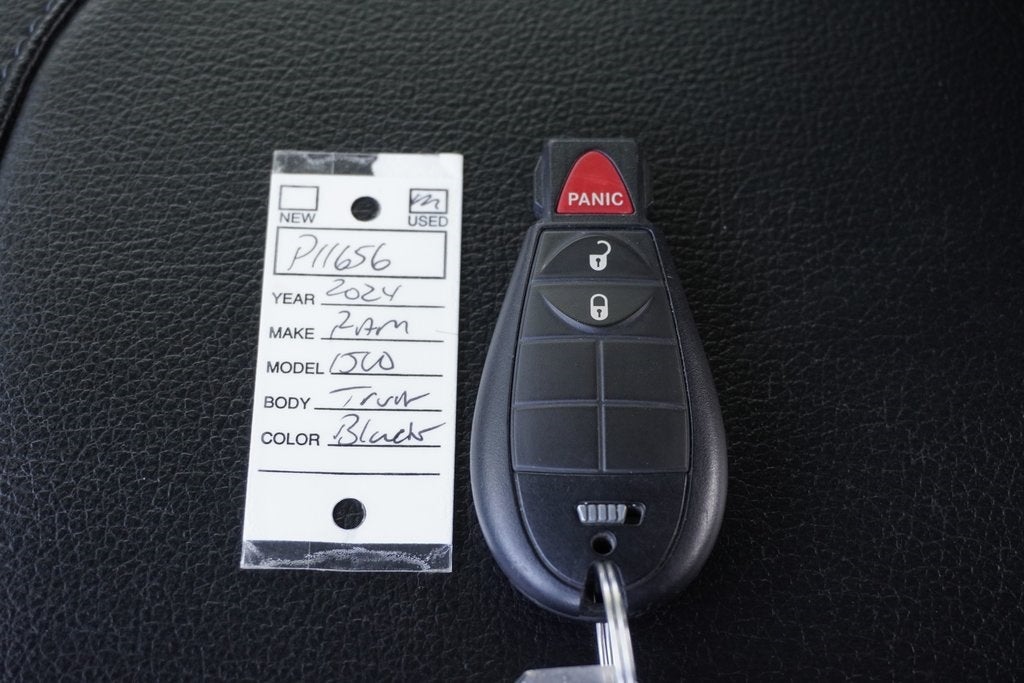 NEW USED
P11656
YEAR 2024
MAKE RAM
MODEL 1500
BODY Truck
COLOR Black
PANIC